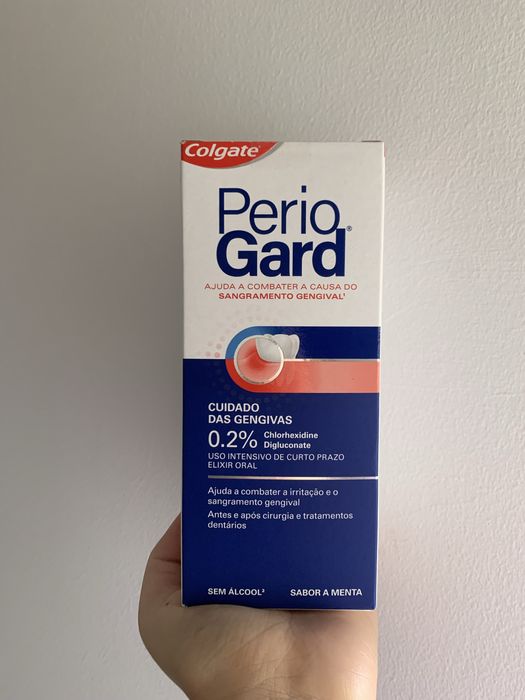 Colgate®
Perio
Gard®
AJUDA A COMBATER A CAUSA DO
SANGRAMENTO GENGIVAL¹
CUIDADO
DAS GENGIVAS
0.2% Chlorhexidine
Digluconate
USO INTENSIVO DE CURTO PRAZO
ELIXIR ORAL
Ajuda a combater a irritação e o
sangramento gengival
Antes e após cirurgia e tratamentos
dentários
SEM ÁLCOOL² SABOR A MENTA